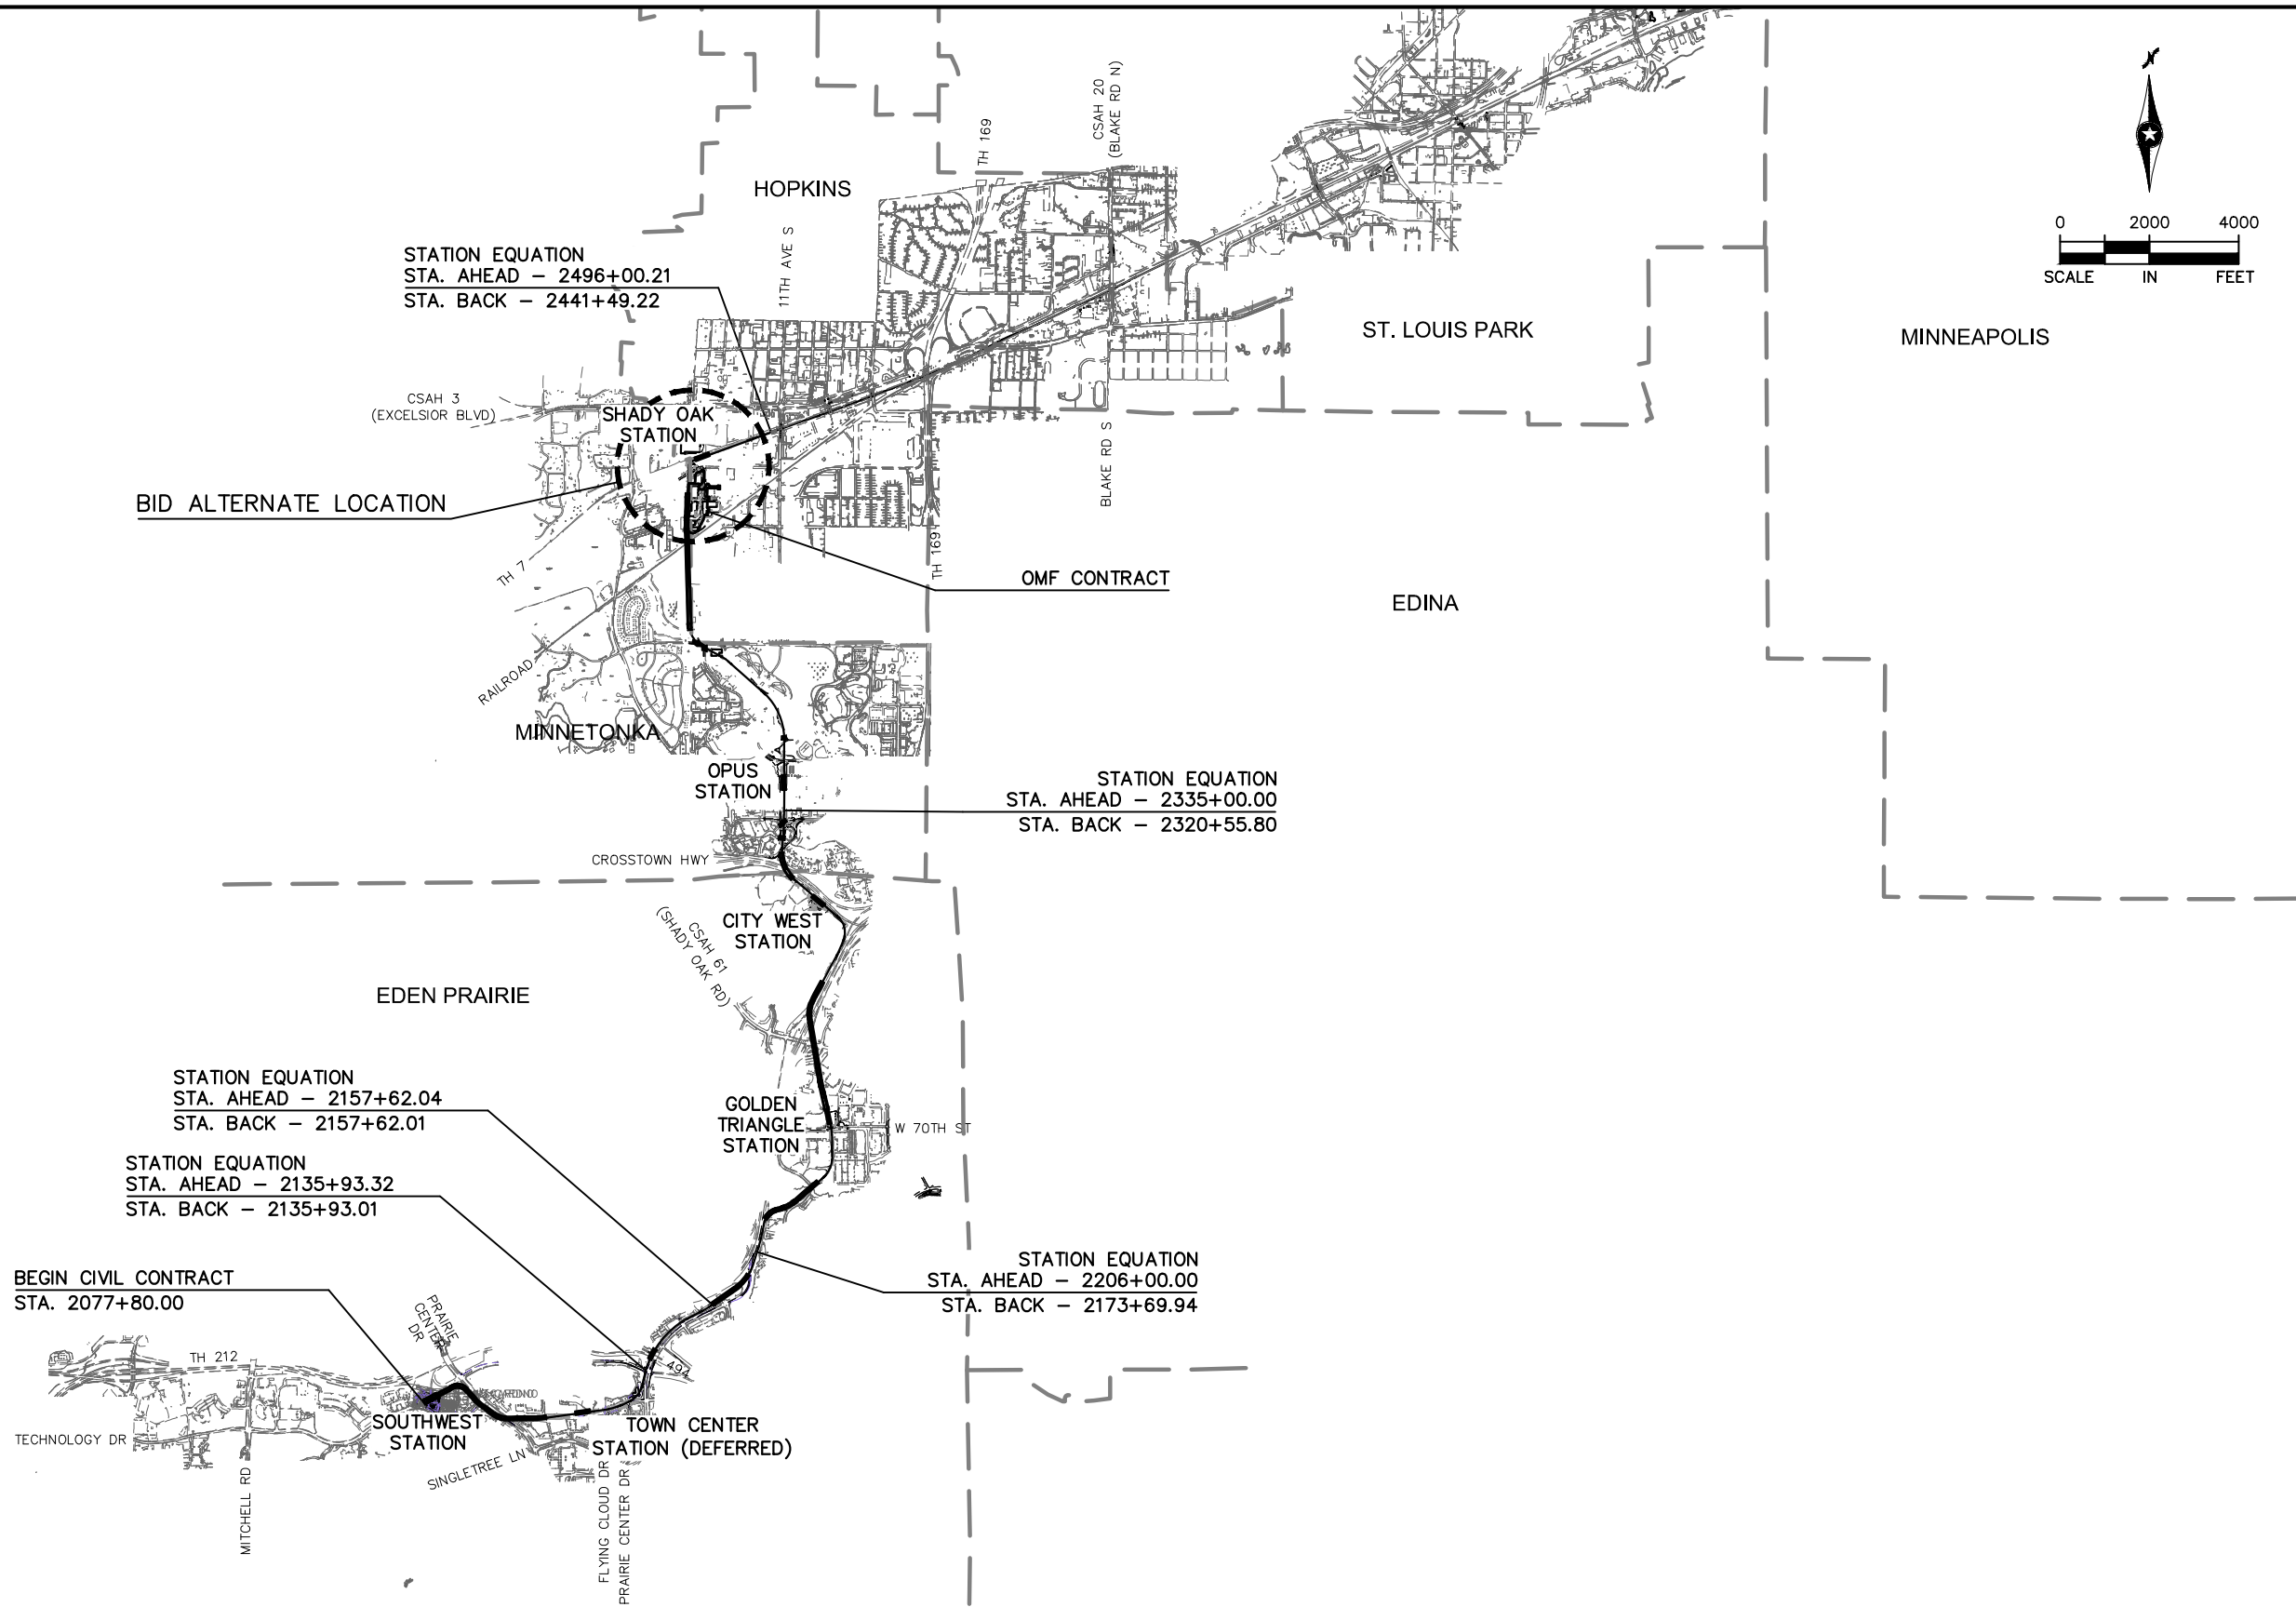 N
0 2000 4000
SCALE IN FEET
CSAH 20
(BLAKE RD N)
TH 169
HOPKINS
11TH AVE S
STATION EQUATION
STA. AHEAD – 2496+00.21
STA. BACK – 2441+49.22
ST. LOUIS PARK
MINNEAPOLIS
CSAH 3
(EXCELSIOR BLVD)
SHADY OAK
STATION
BLAKE RD S
BID ALTERNATE LOCATION
TH 7
TH 169
OMF CONTRACT
EDINA
RAILROAD
MINNETONKA
OPUS
STATION
STATION EQUATION
STA. AHEAD – 2335+00.00
STA. BACK – 2320+55.80
CROSSTOWN HWY
CITY WEST
STATION
CSAH 61
(SHADY OAK RD)
EDEN PRAIRIE
STATION EQUATION
STA. AHEAD – 2157+62.04
STA. BACK – 2157+62.01
GOLDEN
TRIANGLE
STATION
W 70TH ST
STATION EQUATION
STA. AHEAD – 2135+93.32
STA. BACK – 2135+93.01
STATION EQUATION
STA. AHEAD – 2206+00.00
STA. BACK – 2173+69.94
BEGIN CIVIL CONTRACT
STA. 2077+80.00
PRAIRIE
CENTER
DR
TH 212
494
SOUTHWEST
STATION
TOWN CENTER
STATION (DEFERRED)
TECHNOLOGY DR
SINGLETREE LN
MITCHELL RD
FLYING CLOUD DR
PRAIRIE CENTER DR